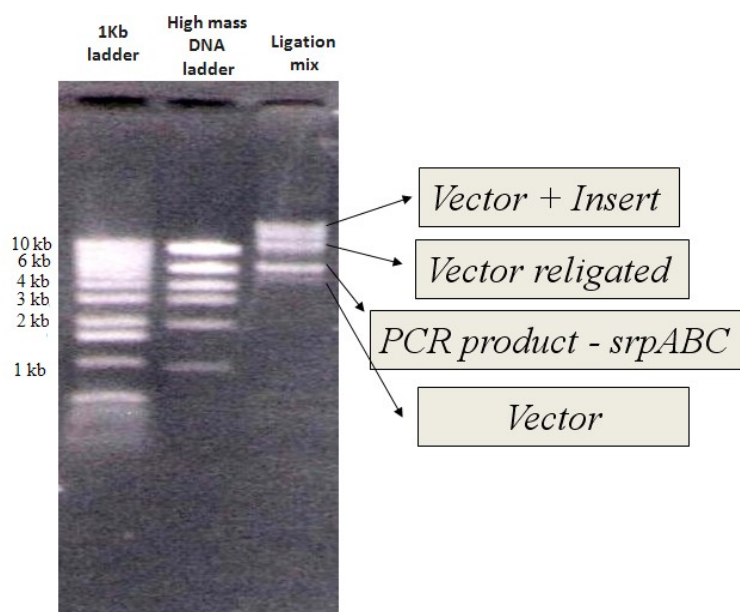 1Kb
ladder
High mass
DNA
ladder
Ligation
mix
10 kb
6 kb
4 kb
3 kb
2 kb
1 kb
Vector + Insert
Vector religated
PCR product - srpABC
Vector